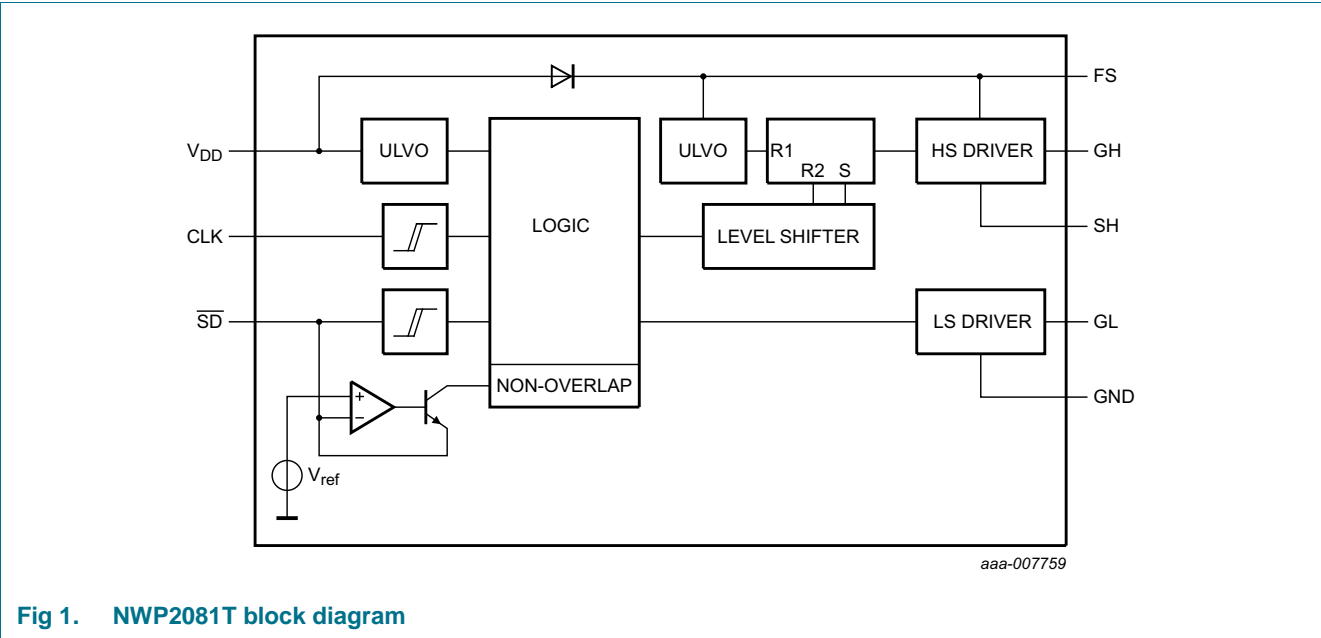 FS
V_DD
ULVO
ULVO
R1
R2 S
HS DRIVER
GH
CLK
LOGIC
LEVEL SHIFTER
SH
S̅D̅
LS DRIVER
GL
NON-OVERLAP
GND
+
−
V_ref
aaa-007759
Fig 1. NWP2081T block diagram